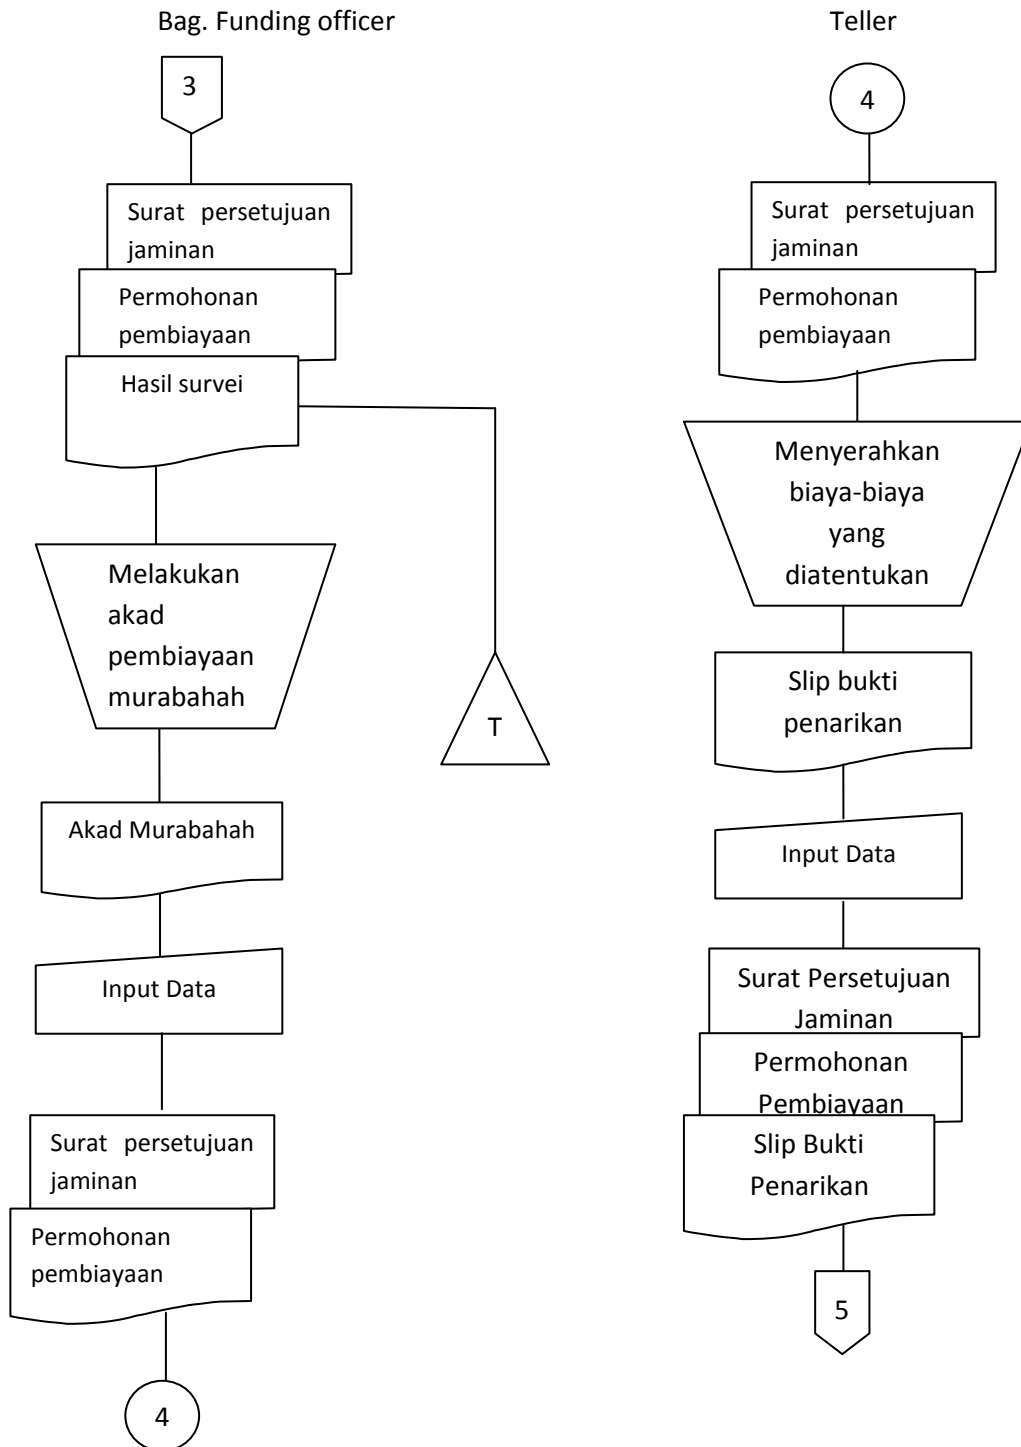 Bag. Funding officer
3
Surat persetujuan
jaminan
Permohonan
pembiayaan
Hasil survei
Melakukan
akad
pembiayaan
murabahah
T
Akad Murabahah
Input Data
Surat persetujuan
jaminan
Permohonan
pembiayaan
4
Teller
4
Surat persetujuan
jaminan
Permohonan
pembiayaan
Menyerahkan
biaya-biaya
yang
diatentukan
Slip bukti
penarikan
Input Data
Surat Persetujuan
Jaminan
Permohonan
Pembiayaan
Slip Bukti
Penarikan
5